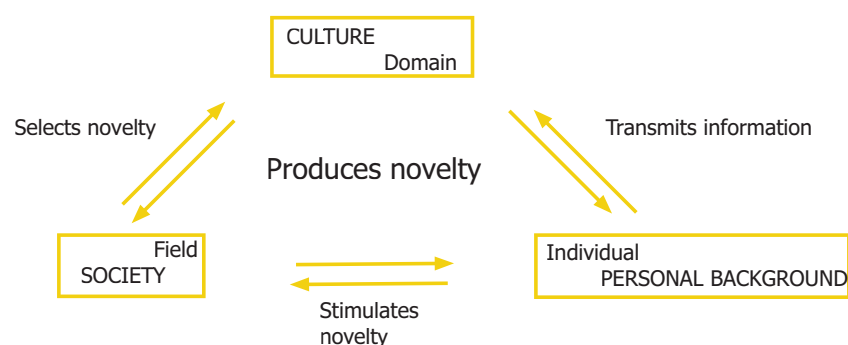 CULTURE
Domain
Selects novelty
Transmits information
Produces novelty
Field
SOCIETY
Individual
PERSONAL BACKGROUND
Stimulates
novelty